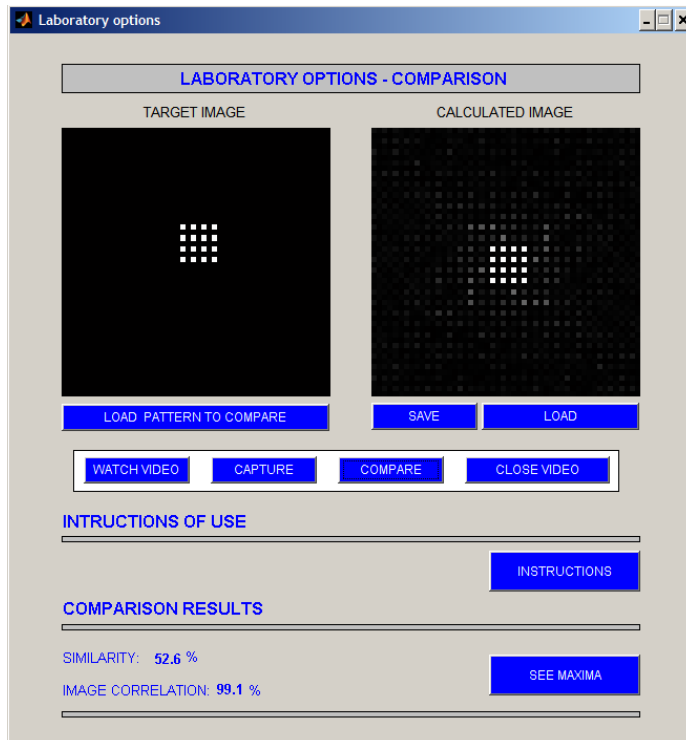 Laboratory options
LABORATORY OPTIONS - COMPARISON
TARGET IMAGE
CALCULATED IMAGE
LOAD PATTERN TO COMPARE
SAVE
LOAD
WATCH VIDEO
CAPTURE
COMPARE
CLOSE VIDEO
INTRUCTIONS OF USE
INSTRUCTIONS
COMPARISON RESULTS
SIMILARITY: 52.6 %
SEE MAXIMA
IMAGE CORRELATION: 99.1 %